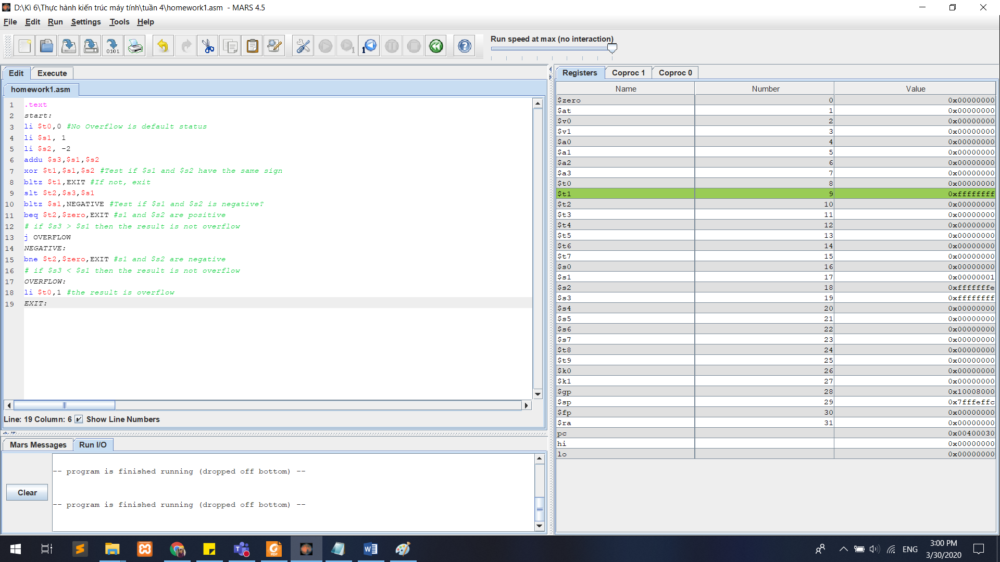 D:\Kì 6\Thực hành kiến trúc máy tính\tuần 4\homework1.asm - MARS 4.5
File Edit Run Settings Tools Help
Run speed at max (no interaction)
Edit Execute
homework1.asm
1 .text
2 start:
3 li $t0,0 #No Overflow is default status
4 li $s1, 1
5 li $s2, -2
6 addu $s3,$s1,$s2
7 xor $t1,$s1,$s2 #Test if $s1 and $s2 have the same sign
8 bltz $t1,EXIT #If not, exit
9 slt $t2,$s3,$s1
10 bltz $s1,NEGATIVE #Test if $s1 and $s2 is negative?
11 beq $t2,$zero,EXIT #s1 and $s2 are positive
12 # if $s3 > $s1 then the result is not overflow
13 j OVERFLOW
14 NEGATIVE:
15 bne $t2,$zero,EXIT #s1 and $s2 are negative
16 # if $s3 < $s1 then the result is not overflow
17 OVERFLOW:
18 li $t0,1 #the result is overflow
19 EXIT:
Line: 19 Column: 6 Show Line Numbers
Mars Messages Run I/O
Clear
-- program is finished running (dropped off bottom) --
-- program is finished running (dropped off bottom) --
Registers Coproc 1 Coproc 0
Name Number Value
$zero 0 0x00000000
$at 1 0x00000000
$v0 2 0x00000000
$v1 3 0x00000000
$a0 4 0x00000000
$a1 5 0x00000000
$a2 6 0x00000000
$a3 7 0x00000000
$t0 8 0x00000000
$t1 9 0xffffffff
$t2 10 0x00000000
$t3 11 0x00000000
$t4 12 0x00000000
$t5 13 0x00000000
$t6 14 0x00000000
$t7 15 0x00000000
$s0 16 0x00000000
$s1 17 0x00000001
$s2 18 0xfffffffe
$s3 19 0xffffffff
$s4 20 0x00000000
$s5 21 0x00000000
$s6 22 0x00000000
$s7 23 0x00000000
$t8 24 0x00000000
$t9 25 0x00000000
$k0 26 0x00000000
$k1 27 0x00000000
$gp 28 0x10008000
$sp 29 0x7fffeffc
$fp 30 0x00000000
$ra 31 0x00000000
pc 0x00400030
hi 0x00000000
lo 0x00000000
ENG
3:00 PM
3/30/2020